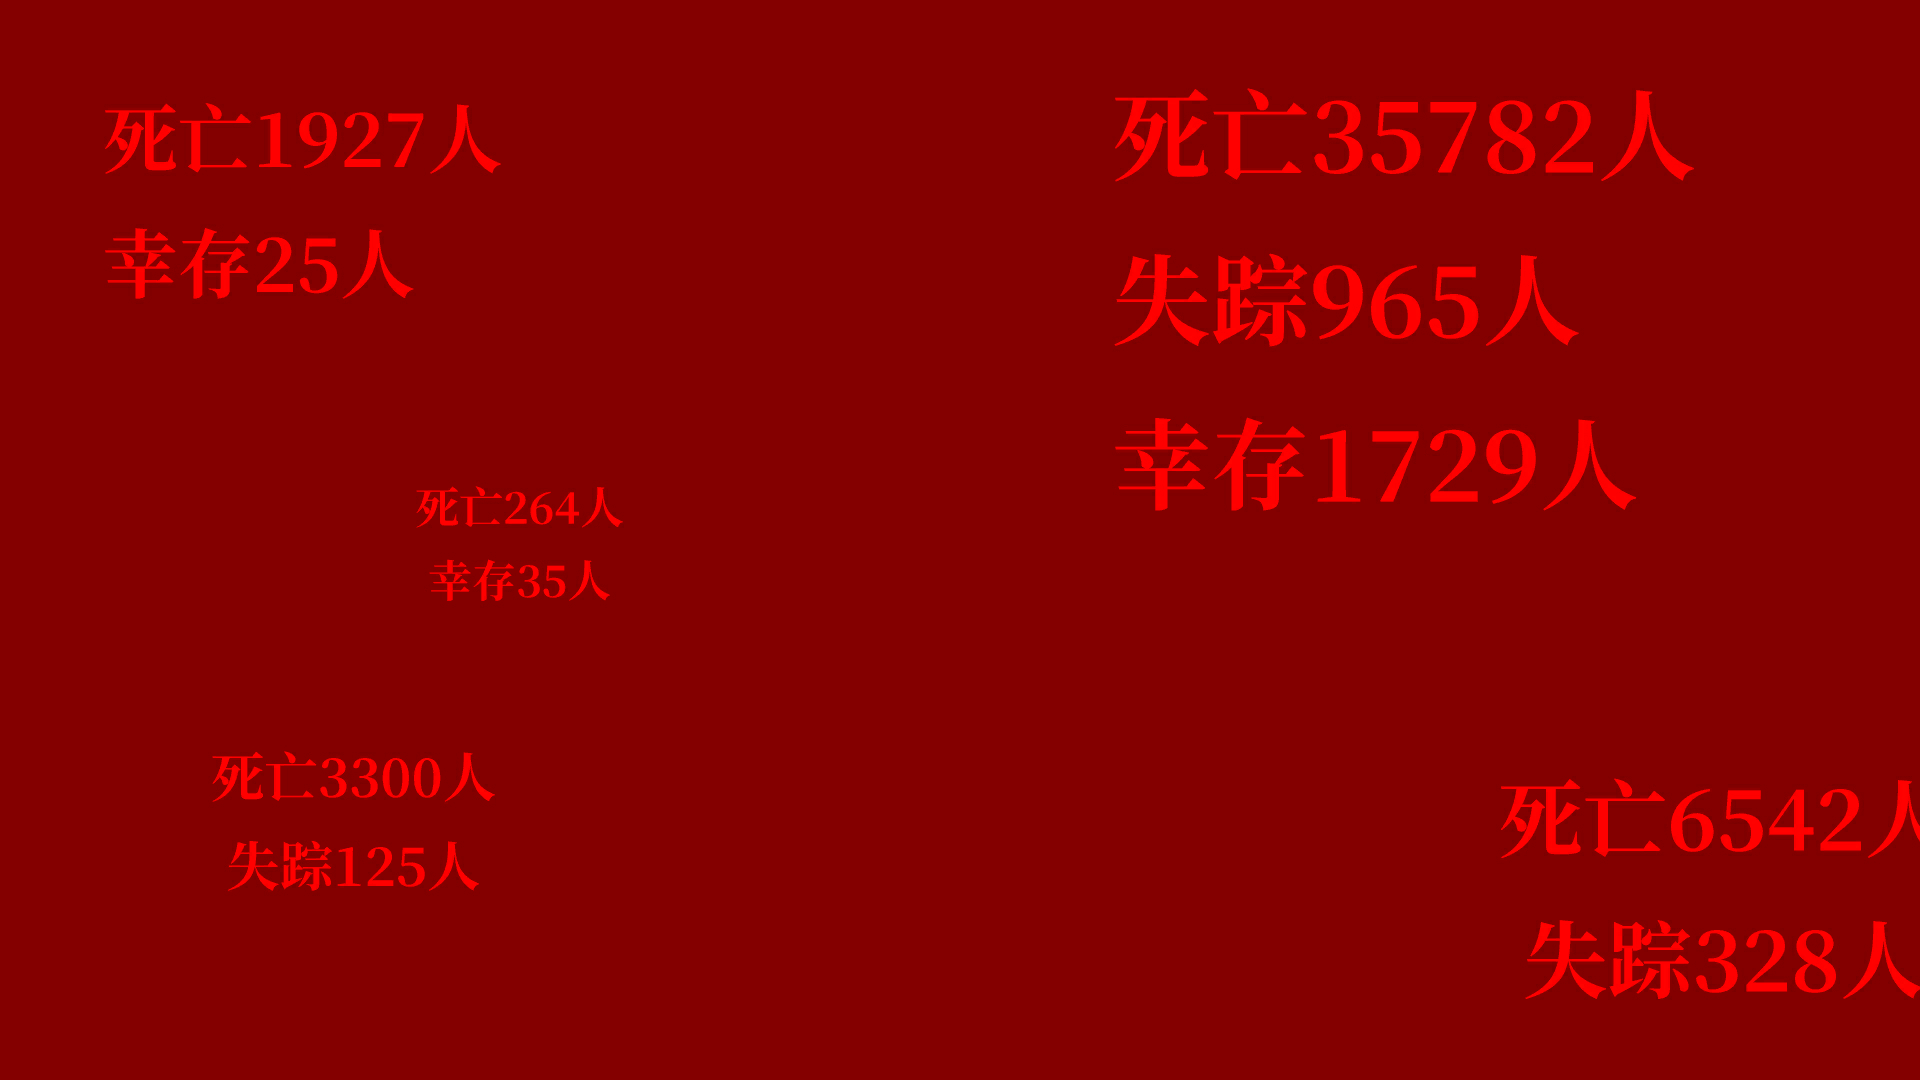 死亡1927人
幸存25人
死亡35782人
失踪965人
幸存1729人
死亡264人
幸存35人
死亡3300人
失踪125人
死亡6542人
失踪328人